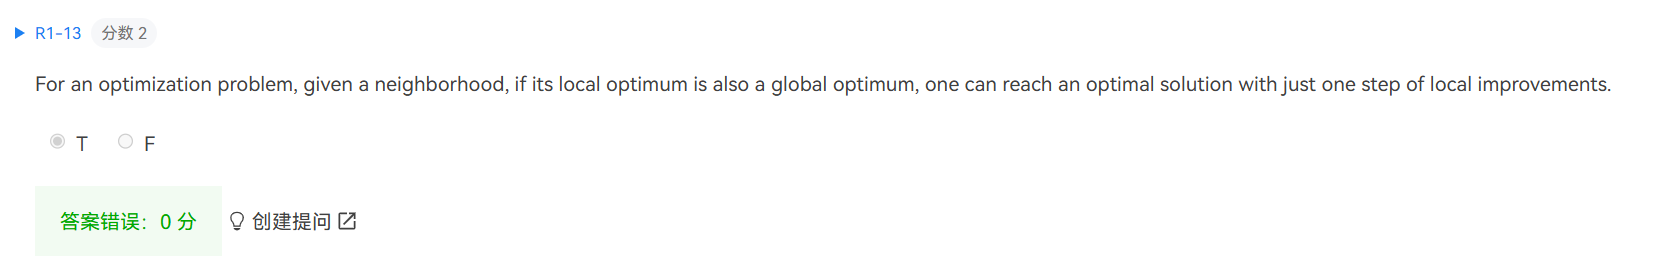 R1-13 分数 2
For an optimization problem, given a neighborhood, if its local optimum is also a global optimum, one can reach an optimal solution with just one step of local improvements.
T F
答案错误：0 分 创建提问